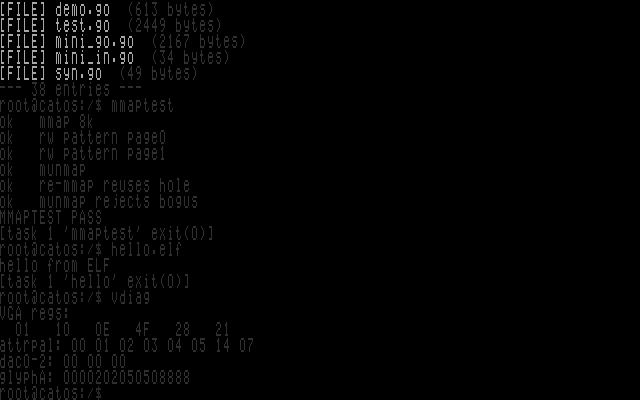 [FILE] demo.go (613 bytes)
[FILE] test.go (2449 bytes)
[FILE] mini_go.go (2167 bytes)
[FILE] mini_in.go (34 bytes)
[FILE] syn.go (49 bytes)
--- 38 entries ---
root@catos:/$ mmaptest
ok   mmap 8k
ok   rw pattern page0
ok   rw pattern page1
ok   munmap
ok   re-mmap reuses hole
ok   munmap rejects bogus
MMAPTEST PASS
[task 1 'mmaptest' exit(0)]
root@catos:/$ hello.elf
hello from ELF
[task 1 'hello' exit(0)]
root@catos:/$ vdiag
VGA regs:
  01   10   0E   4F   28   21
attrpal: 00 01 02 03 04 05 14 07
dac0-2: 00 00 00
glyphA: 0000202050508888
root@catos:/$